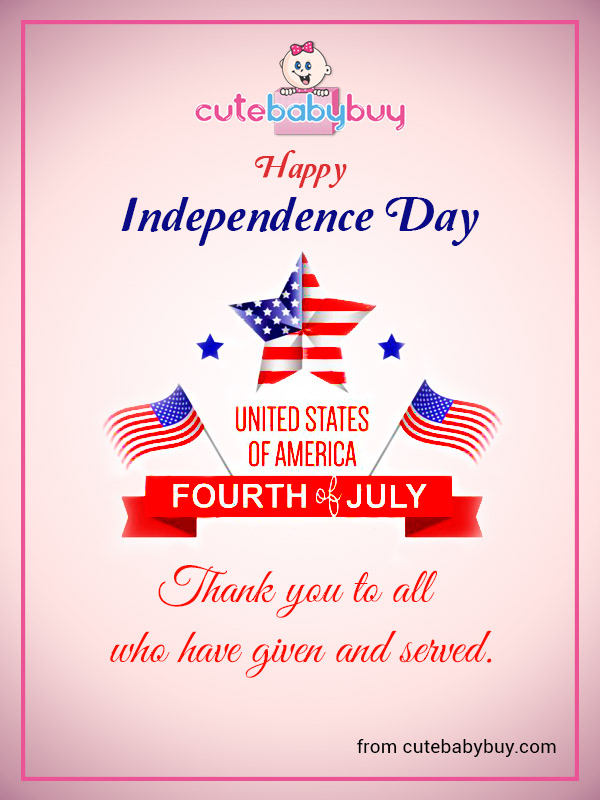 cutebabybuy
Happy
Independence Day
UNITED STATES
OF AMERICA
FOURTH of JULY
Thank you to all
who have given and served.
from cutebabybuy.com